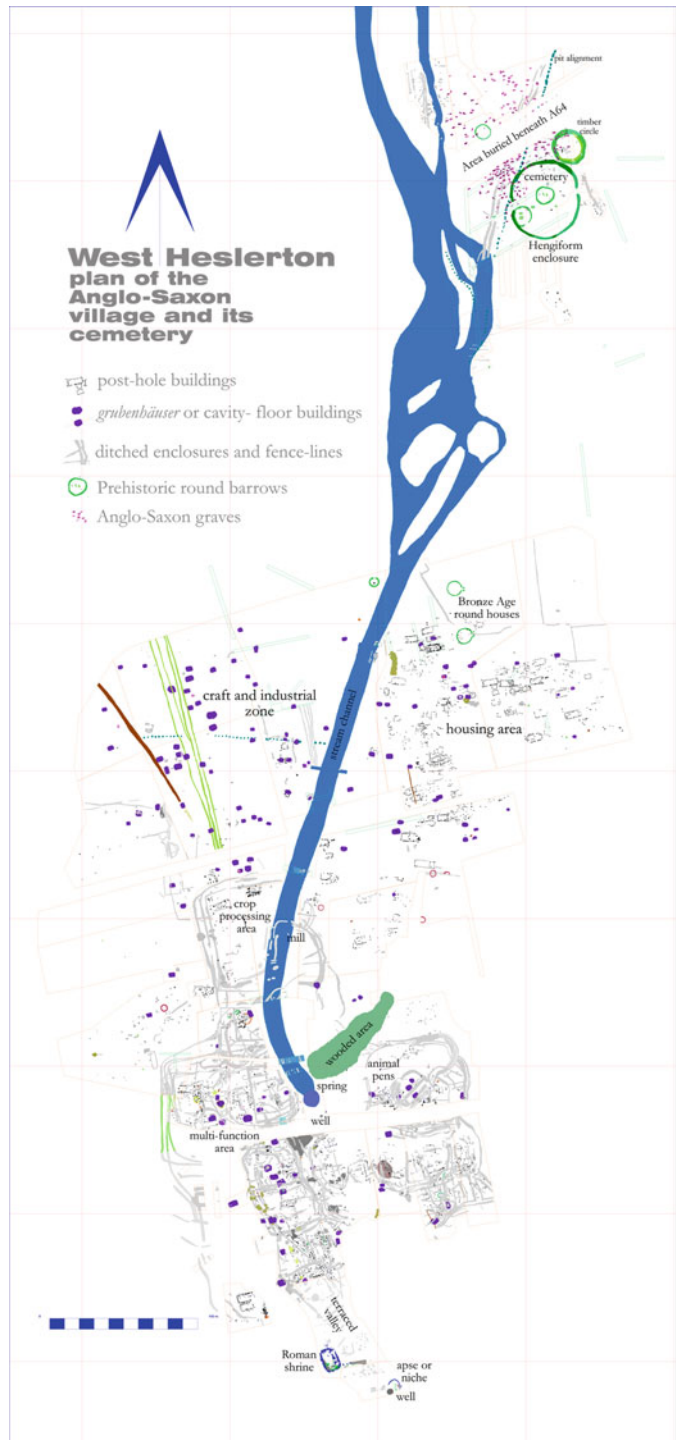 pit alignment
Area buried beneath A64
timber
circle
cemetery
Hengiform
enclosure
West Heslerton
plan of the
Anglo-Saxon
village and its
cemetery
post-hole buildings
grubenhäuser or cavity- floor buildings
ditched enclosures and fence-lines
Prehistoric round barrows
Anglo-Saxon graves
Bronze Age
round houses
craft and industrial
zone
stream channel
housing area
crop
processing
area
mill
wooded area
animal
pens
spring
well
multi-function
area
terraced
valley
Roman
shrine
apse or
niche
well